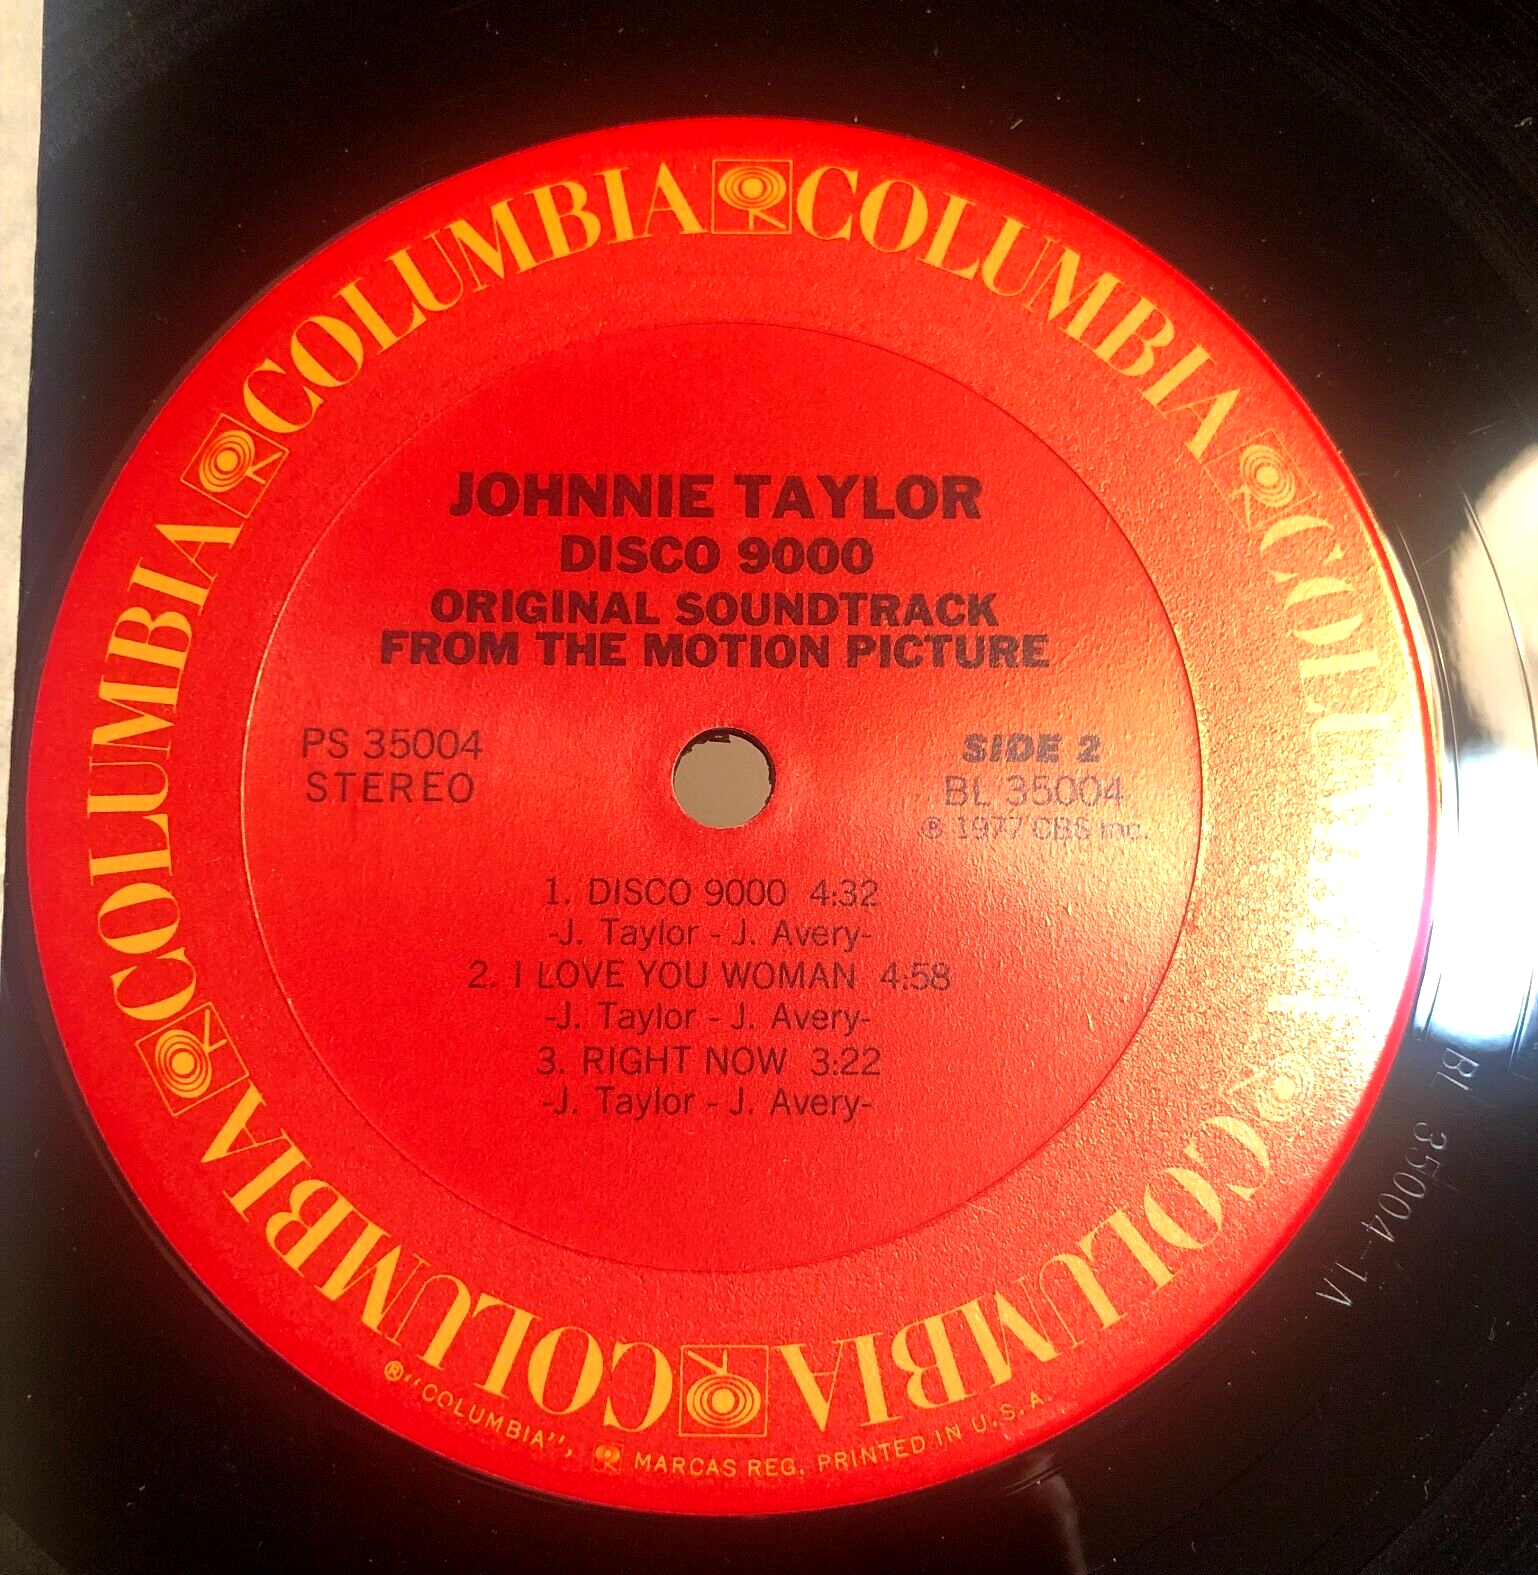 COLUMBIA COLUMBIA COLUMBIA COLUMBIA COLUMBIA COLUMBIA
JOHNNIE TAYLOR
DISCO 9000
ORIGINAL SOUNDTRACK
FROM THE MOTION PICTURE
PS 35004
STEREO
SIDE 2
BL 35004
℗ 1977 CBS Inc.
1. DISCO 9000 4:32
-J. Taylor - J. Avery-
2. I LOVE YOU WOMAN 4:58
-J. Taylor - J. Avery-
3. RIGHT NOW 3:22
-J. Taylor - J. Avery-
®"COLUMBIA", MARCAS REG. PRINTED IN U.S.A.
BL 35004-1A